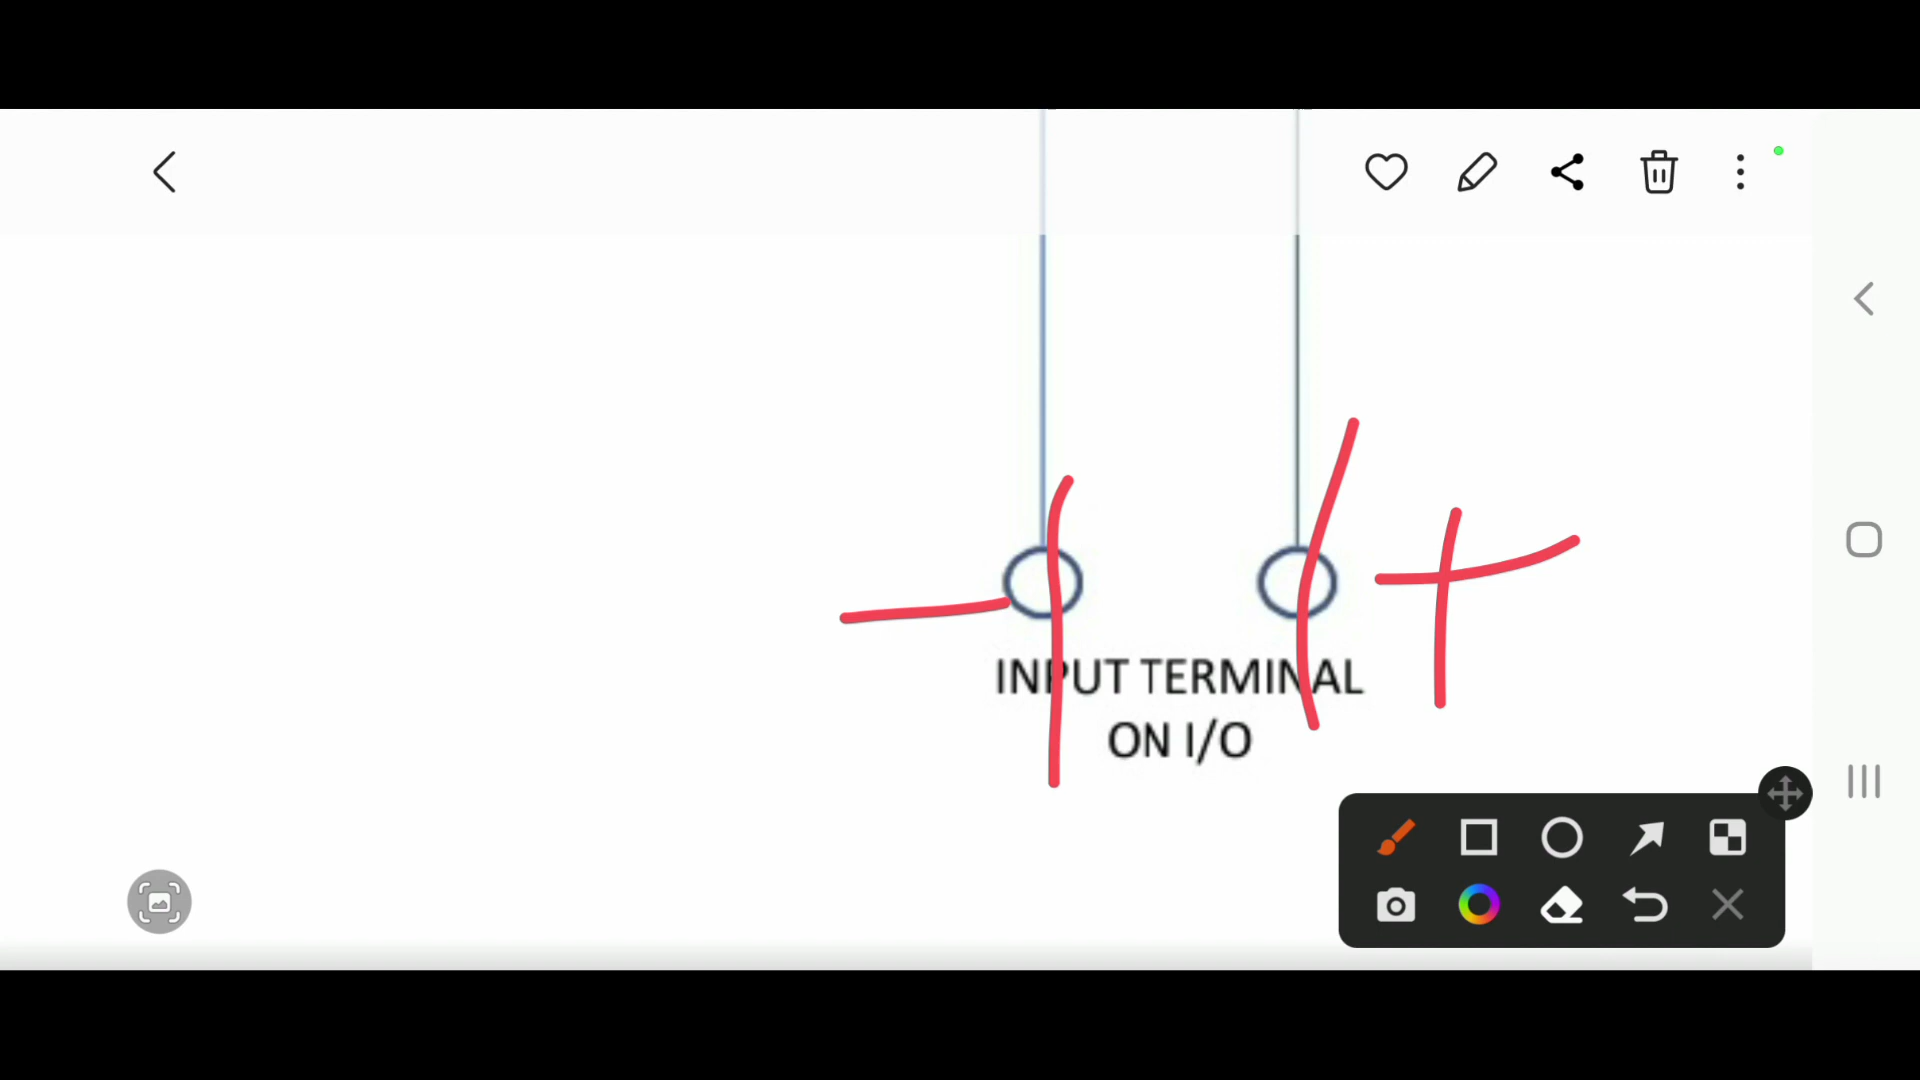 - +
INPUT TERMINAL
ON I/O